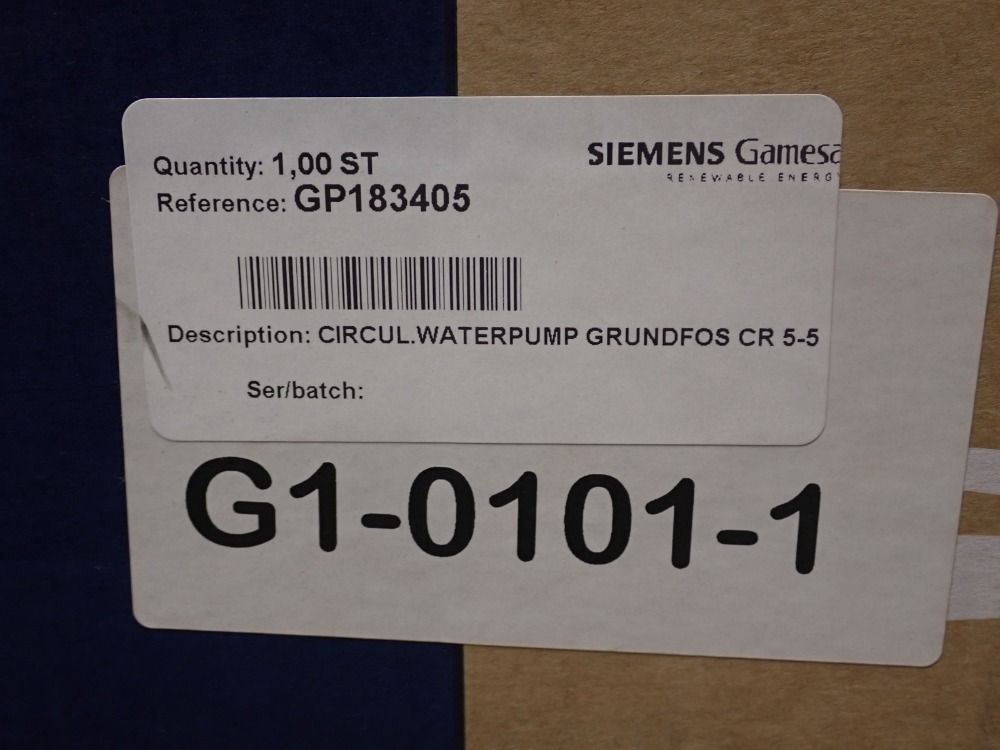 Quantity: 1,00 ST
SIEMENS Gamesa
RENEWABLE ENERGY
Reference: GP183405
Description: CIRCUL.WATERPUMP GRUNDFOS CR 5-5
Ser/batch:
G1-0101-1